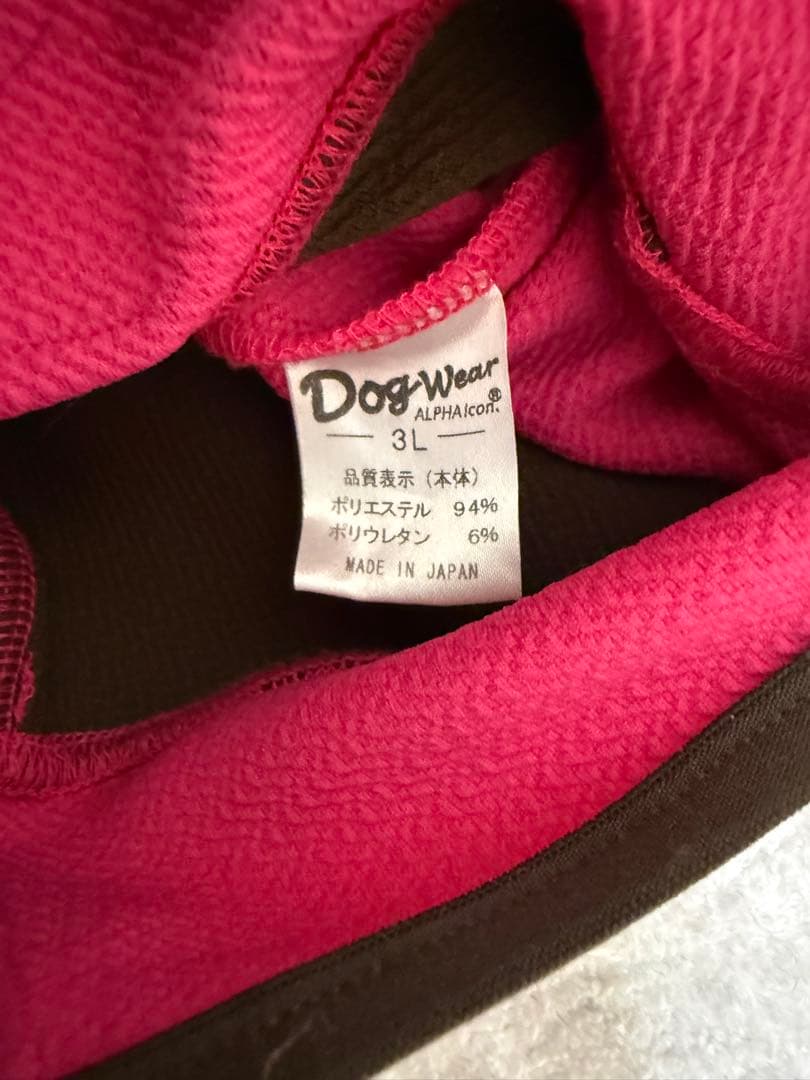 Dog Wear
ALPHAIcon®
3L
品質表示（本体）
ポリエステル 94%
ポリウレタン 6%
MADE IN JAPAN